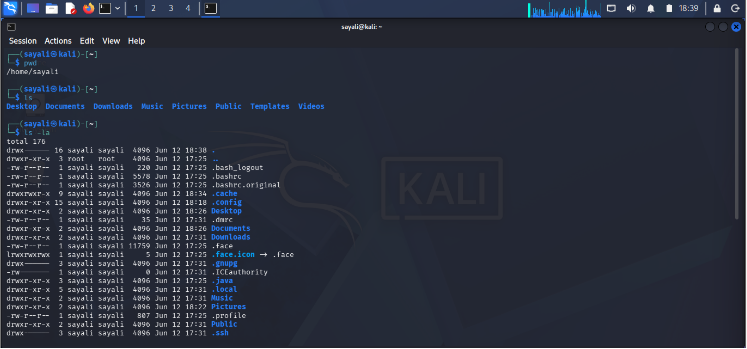 1 2 3 4
18:39
sayali@kali: ~
Session Actions Edit View Help
┌──(sayali㉿kali)-[~]
└─$ pwd
/home/sayali
┌──(sayali㉿kali)-[~]
└─$ ls
Desktop Documents Downloads Music Pictures Public Templates Videos
┌──(sayali㉿kali)-[~]
└─$ ls -la
total 176
drwx------ 16 sayali sayali 4096 Jun 12 18:38 .
drwxr-xr-x 3 root root 4096 Jun 12 17:25 ..
-rw-r--r-- 1 sayali sayali 220 Jun 12 17:25 .bash_logout
-rw-r--r-- 1 sayali sayali 5578 Jun 12 17:25 .bashrc
-rw-r--r-- 1 sayali sayali 3526 Jun 12 17:25 .bashrc.original
drwxrwxr-x 9 sayali sayali 4096 Jun 12 18:34 .cache
drwxr-xr-x 15 sayali sayali 4096 Jun 12 18:18 .config
drwxr-xr-x 2 sayali sayali 4096 Jun 12 18:26 Desktop
-rw-r--r-- 1 sayali sayali 35 Jun 12 17:31 .dmrc
drwxr-xr-x 2 sayali sayali 4096 Jun 12 18:26 Documents
drwxr-xr-x 2 sayali sayali 4096 Jun 12 17:31 Downloads
-rw-r--r-- 1 sayali sayali 11759 Jun 12 17:25 .face
lrwxrwxrwx 1 sayali sayali 5 Jun 12 17:25 .face.icon -> .face
drwx------ 3 sayali sayali 4096 Jun 12 17:31 .gnupg
-rw------- 1 sayali sayali 0 Jun 12 17:31 .ICEauthority
drwxr-xr-x 3 sayali sayali 4096 Jun 12 17:25 .java
drwxr-xr-x 5 sayali sayali 4096 Jun 12 17:31 .local
drwxr-xr-x 2 sayali sayali 4096 Jun 12 17:31 Music
drwxr-xr-x 2 sayali sayali 4096 Jun 12 18:22 Pictures
-rw-r--r-- 1 sayali sayali 807 Jun 12 17:25 .profile
drwxr-xr-x 2 sayali sayali 4096 Jun 12 17:31 Public
drwx------ 3 sayali sayali 4096 Jun 12 17:31 .ssh
KALI